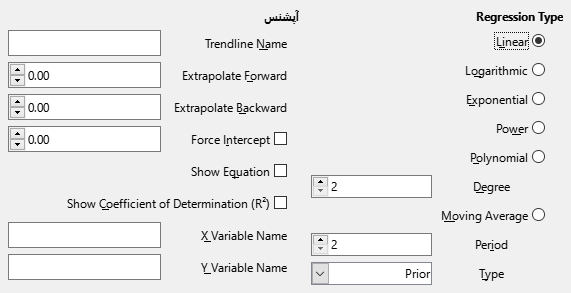 Regression Type
Linear
Logarithmic
Exponential
Power
Polynomial
Degree 2
Moving Average
Period 2
Type Prior
آپشنس
Trendline Name
Extrapolate Forward 0.00
Extrapolate Backward 0.00
Force Intercept 0.00
Show Equation
Show Coefficient of Determination (R²)
X Variable Name
Y Variable Name